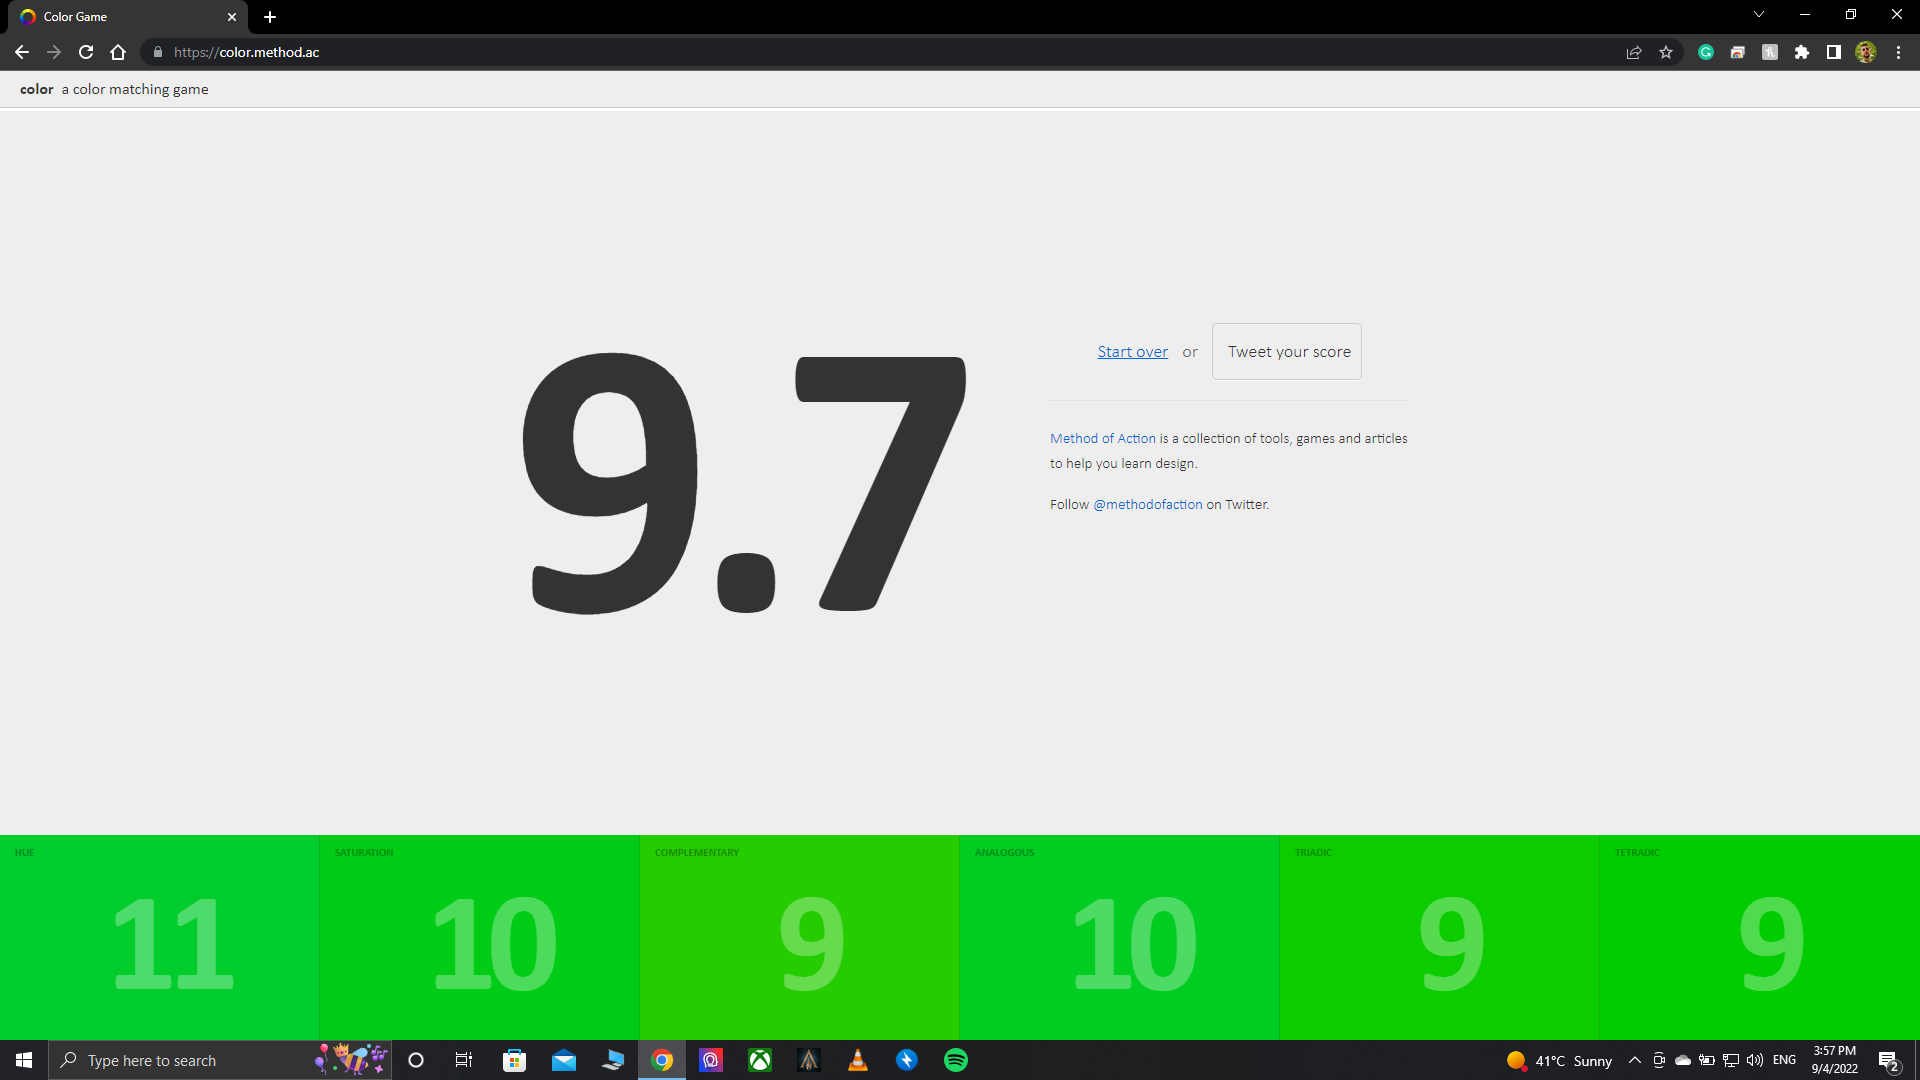 Color Game
https://color.method.ac
color a color matching game
9.7
Start over or Tweet your score
Method of Action is a collection of tools, games and articles
to help you learn design.
Follow @methodofaction on Twitter.
HUE
11
SATURATION
10
COMPLEMENTARY
9
ANALOGOUS
10
TRIADIC
9
TETRADIC
9
Type here to search
41°C Sunny
ENG
3:57 PM
9/4/2022
2